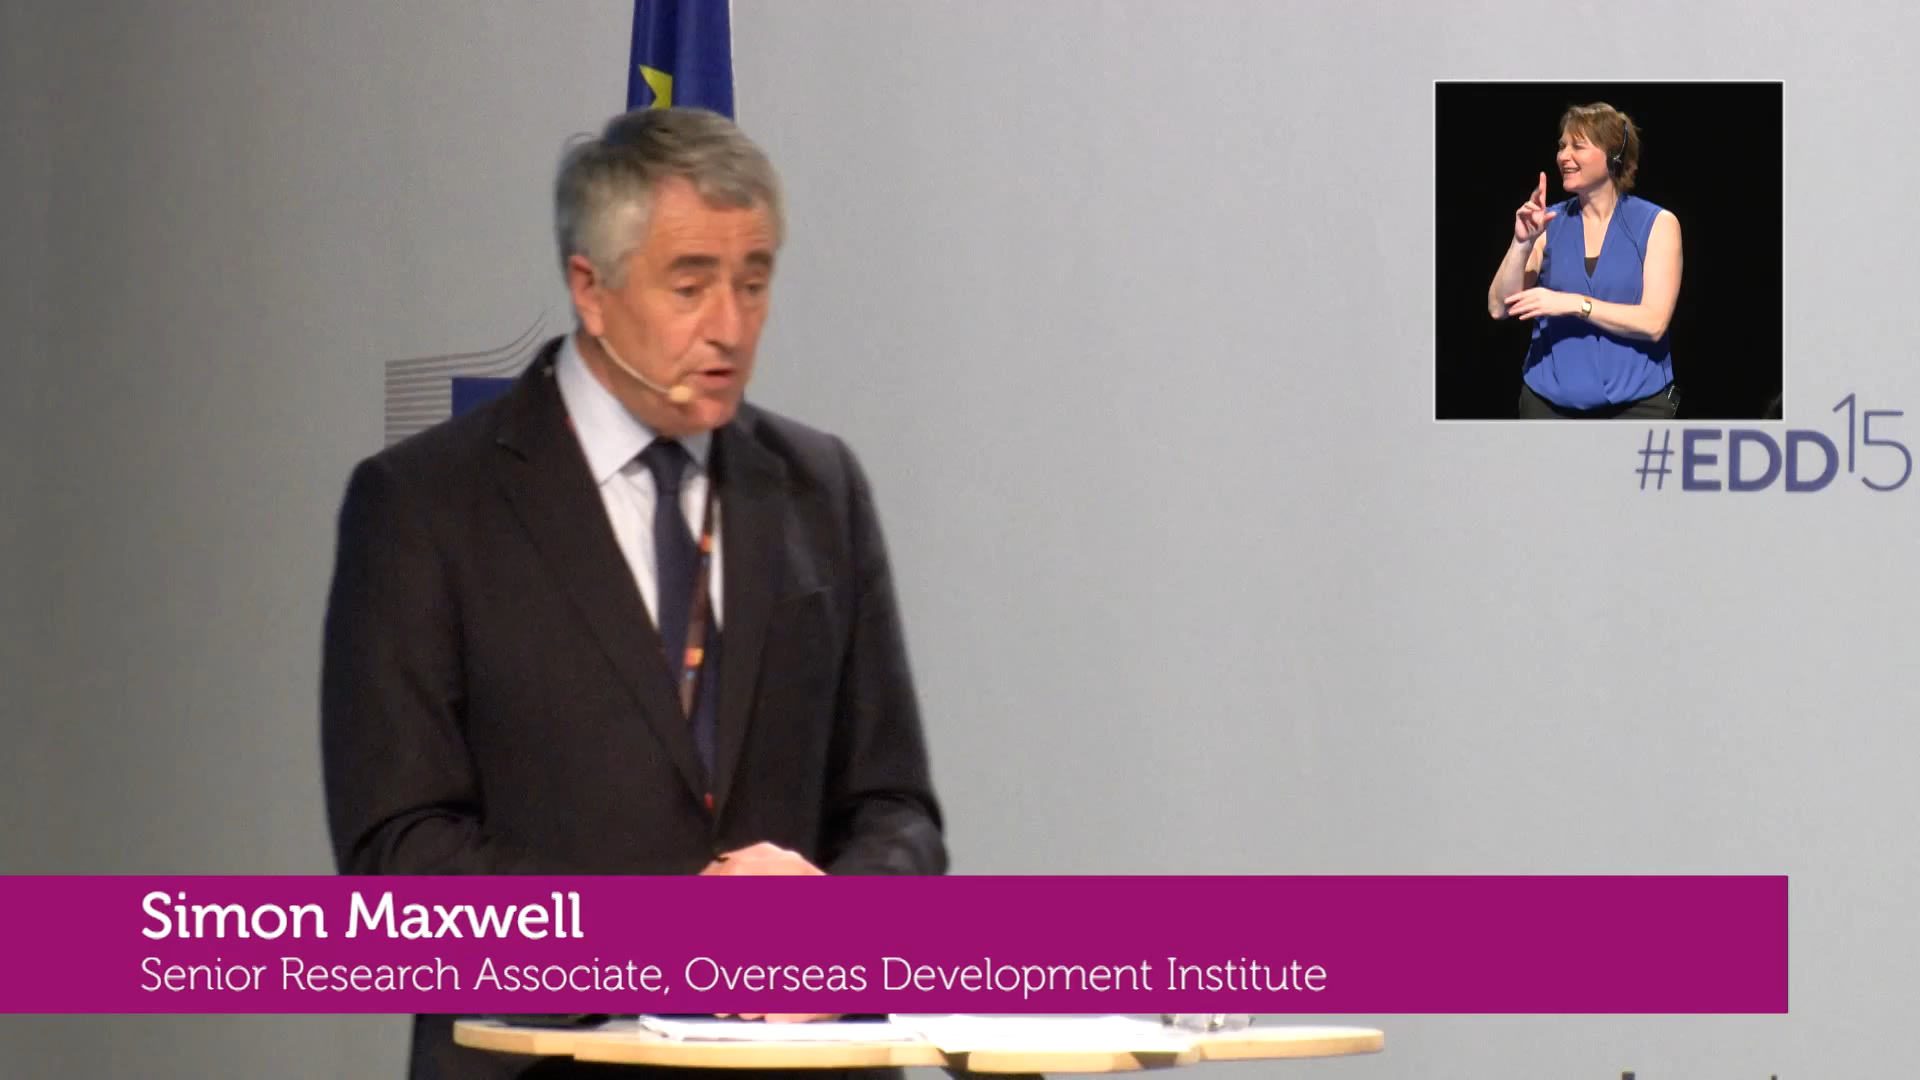 #EDD15
Simon Maxwell
Senior Research Associate, Overseas Development Institute